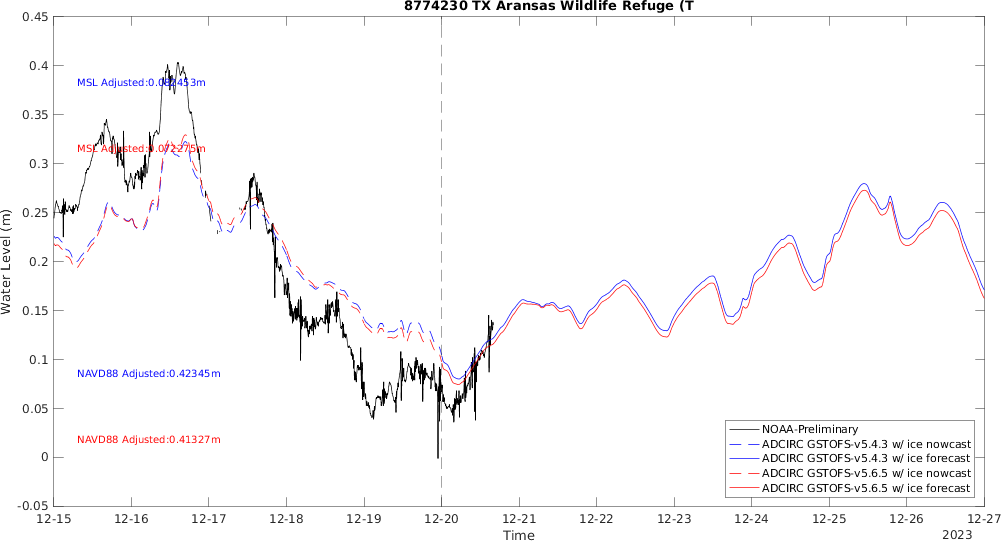 8774230 TX Aransas Wildlife Refuge (T
0.45
0.4
0.35
0.3
0.25
0.2
0.15
0.1
0.05
0
-0.05
Water Level (m)
MSL Adjusted:0.082453m
MSL Adjusted:0.072275m
NAVD88 Adjusted:0.42345m
NAVD88 Adjusted:0.41327m
NOAA-Preliminary
ADCIRC GSTOFS-v5.4.3 w/ ice nowcast
ADCIRC GSTOFS-v5.4.3 w/ ice forecast
ADCIRC GSTOFS-v5.6.5 w/ ice nowcast
ADCIRC GSTOFS-v5.6.5 w/ ice forecast
12-15 12-16 12-17 12-18 12-19 12-20 12-21 12-22 12-23 12-24 12-25 12-26 12-27
Time
2023